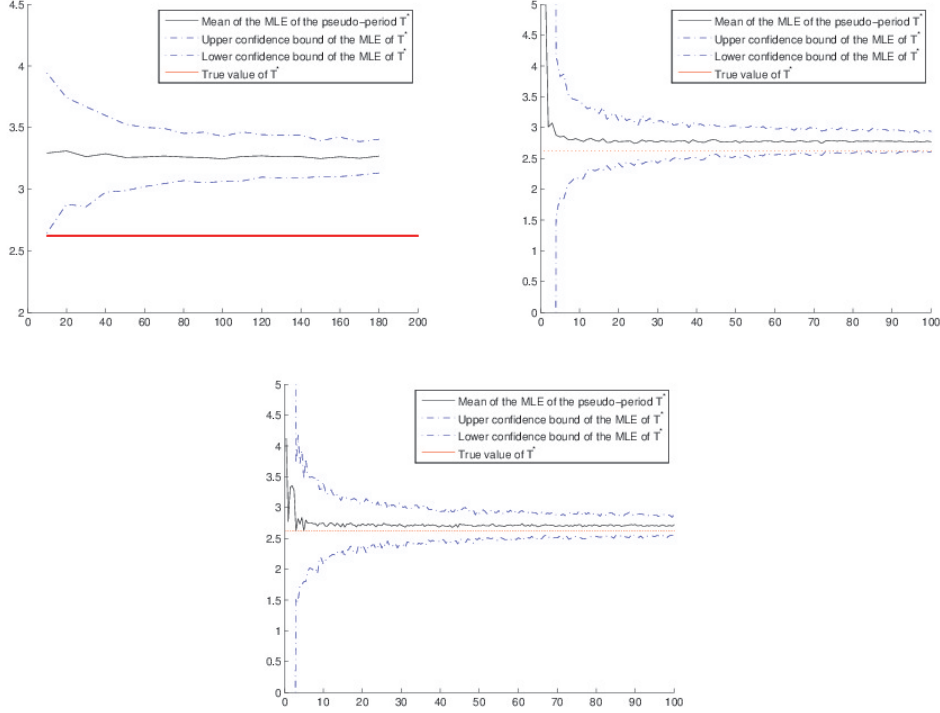 4.5
4
3.5
3
2.5
2
0 20 40 60 80 100 120 140 160 180 200
Mean of the MLE of the pseudo-period T*
Upper confidence bound of the MLE of T*
Lower confidence bound of the MLE of T*
True value of T*
5
4.5
4
3.5
3
2.5
2
1.5
1
0.5
0
0 10 20 30 40 50 60 70 80 90 100
Mean of the MLE of the pseudo-period T*
Upper confidence bound of the MLE of T*
Lower confidence bound of the MLE of T*
True value of T*
5
4.5
4
3.5
3
2.5
2
1.5
1
0.5
0
0 10 20 30 40 50 60 70 80 90 100
Mean of the MLE of the pseudo-period T*
Upper confidence bound of the MLE of T*
Lower confidence bound of the MLE of T*
True value of T*